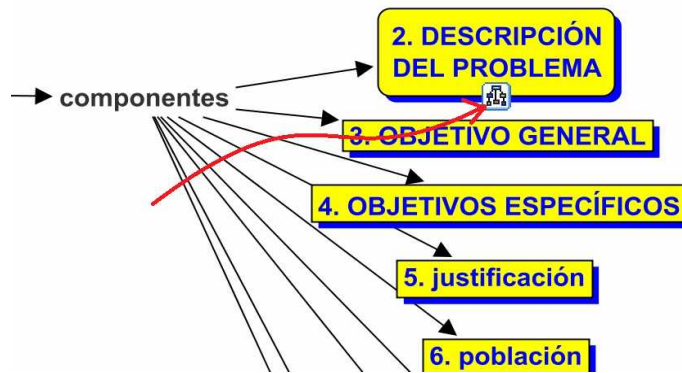 2. DESCRIPCIÓN
DEL PROBLEMA
componentes
3. OBJETIVO GENERAL
4. OBJETIVOS ESPECÍFICOS
5. justificación
6. población